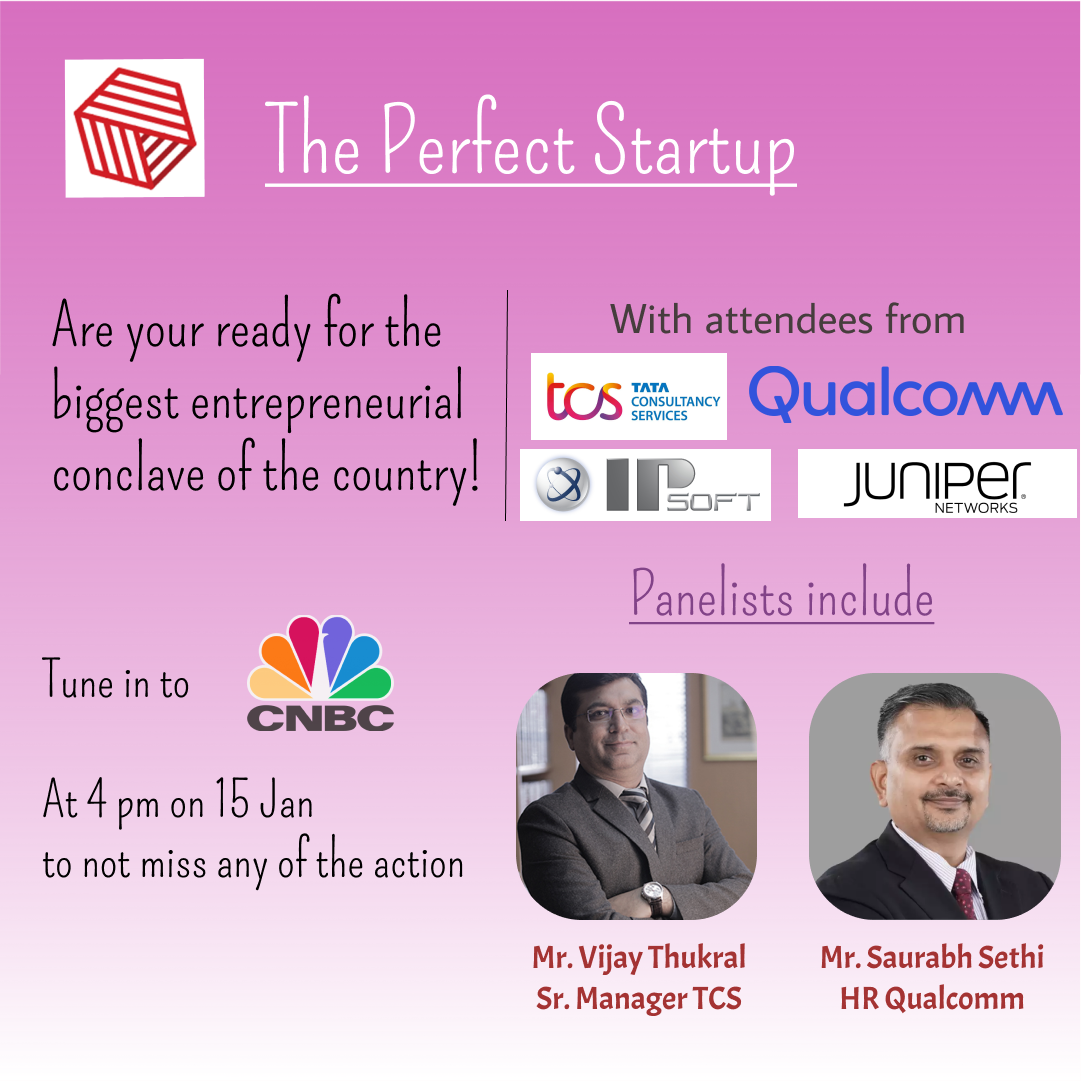 The Perfect Startup
Are your ready for the
biggest entrepreneurial
conclave of the country!
With attendees from
tcs TATA
CONSULTANCY
SERVICES
Qualcomm
IP
SOFT
JUNIPER
NETWORKS
Panelists include
Tune in to
CNBC
At 4 pm on 15 Jan
to not miss any of the action
Mr. Vijay Thukral
Sr. Manager TCS
Mr. Saurabh Sethi
HR Qualcomm